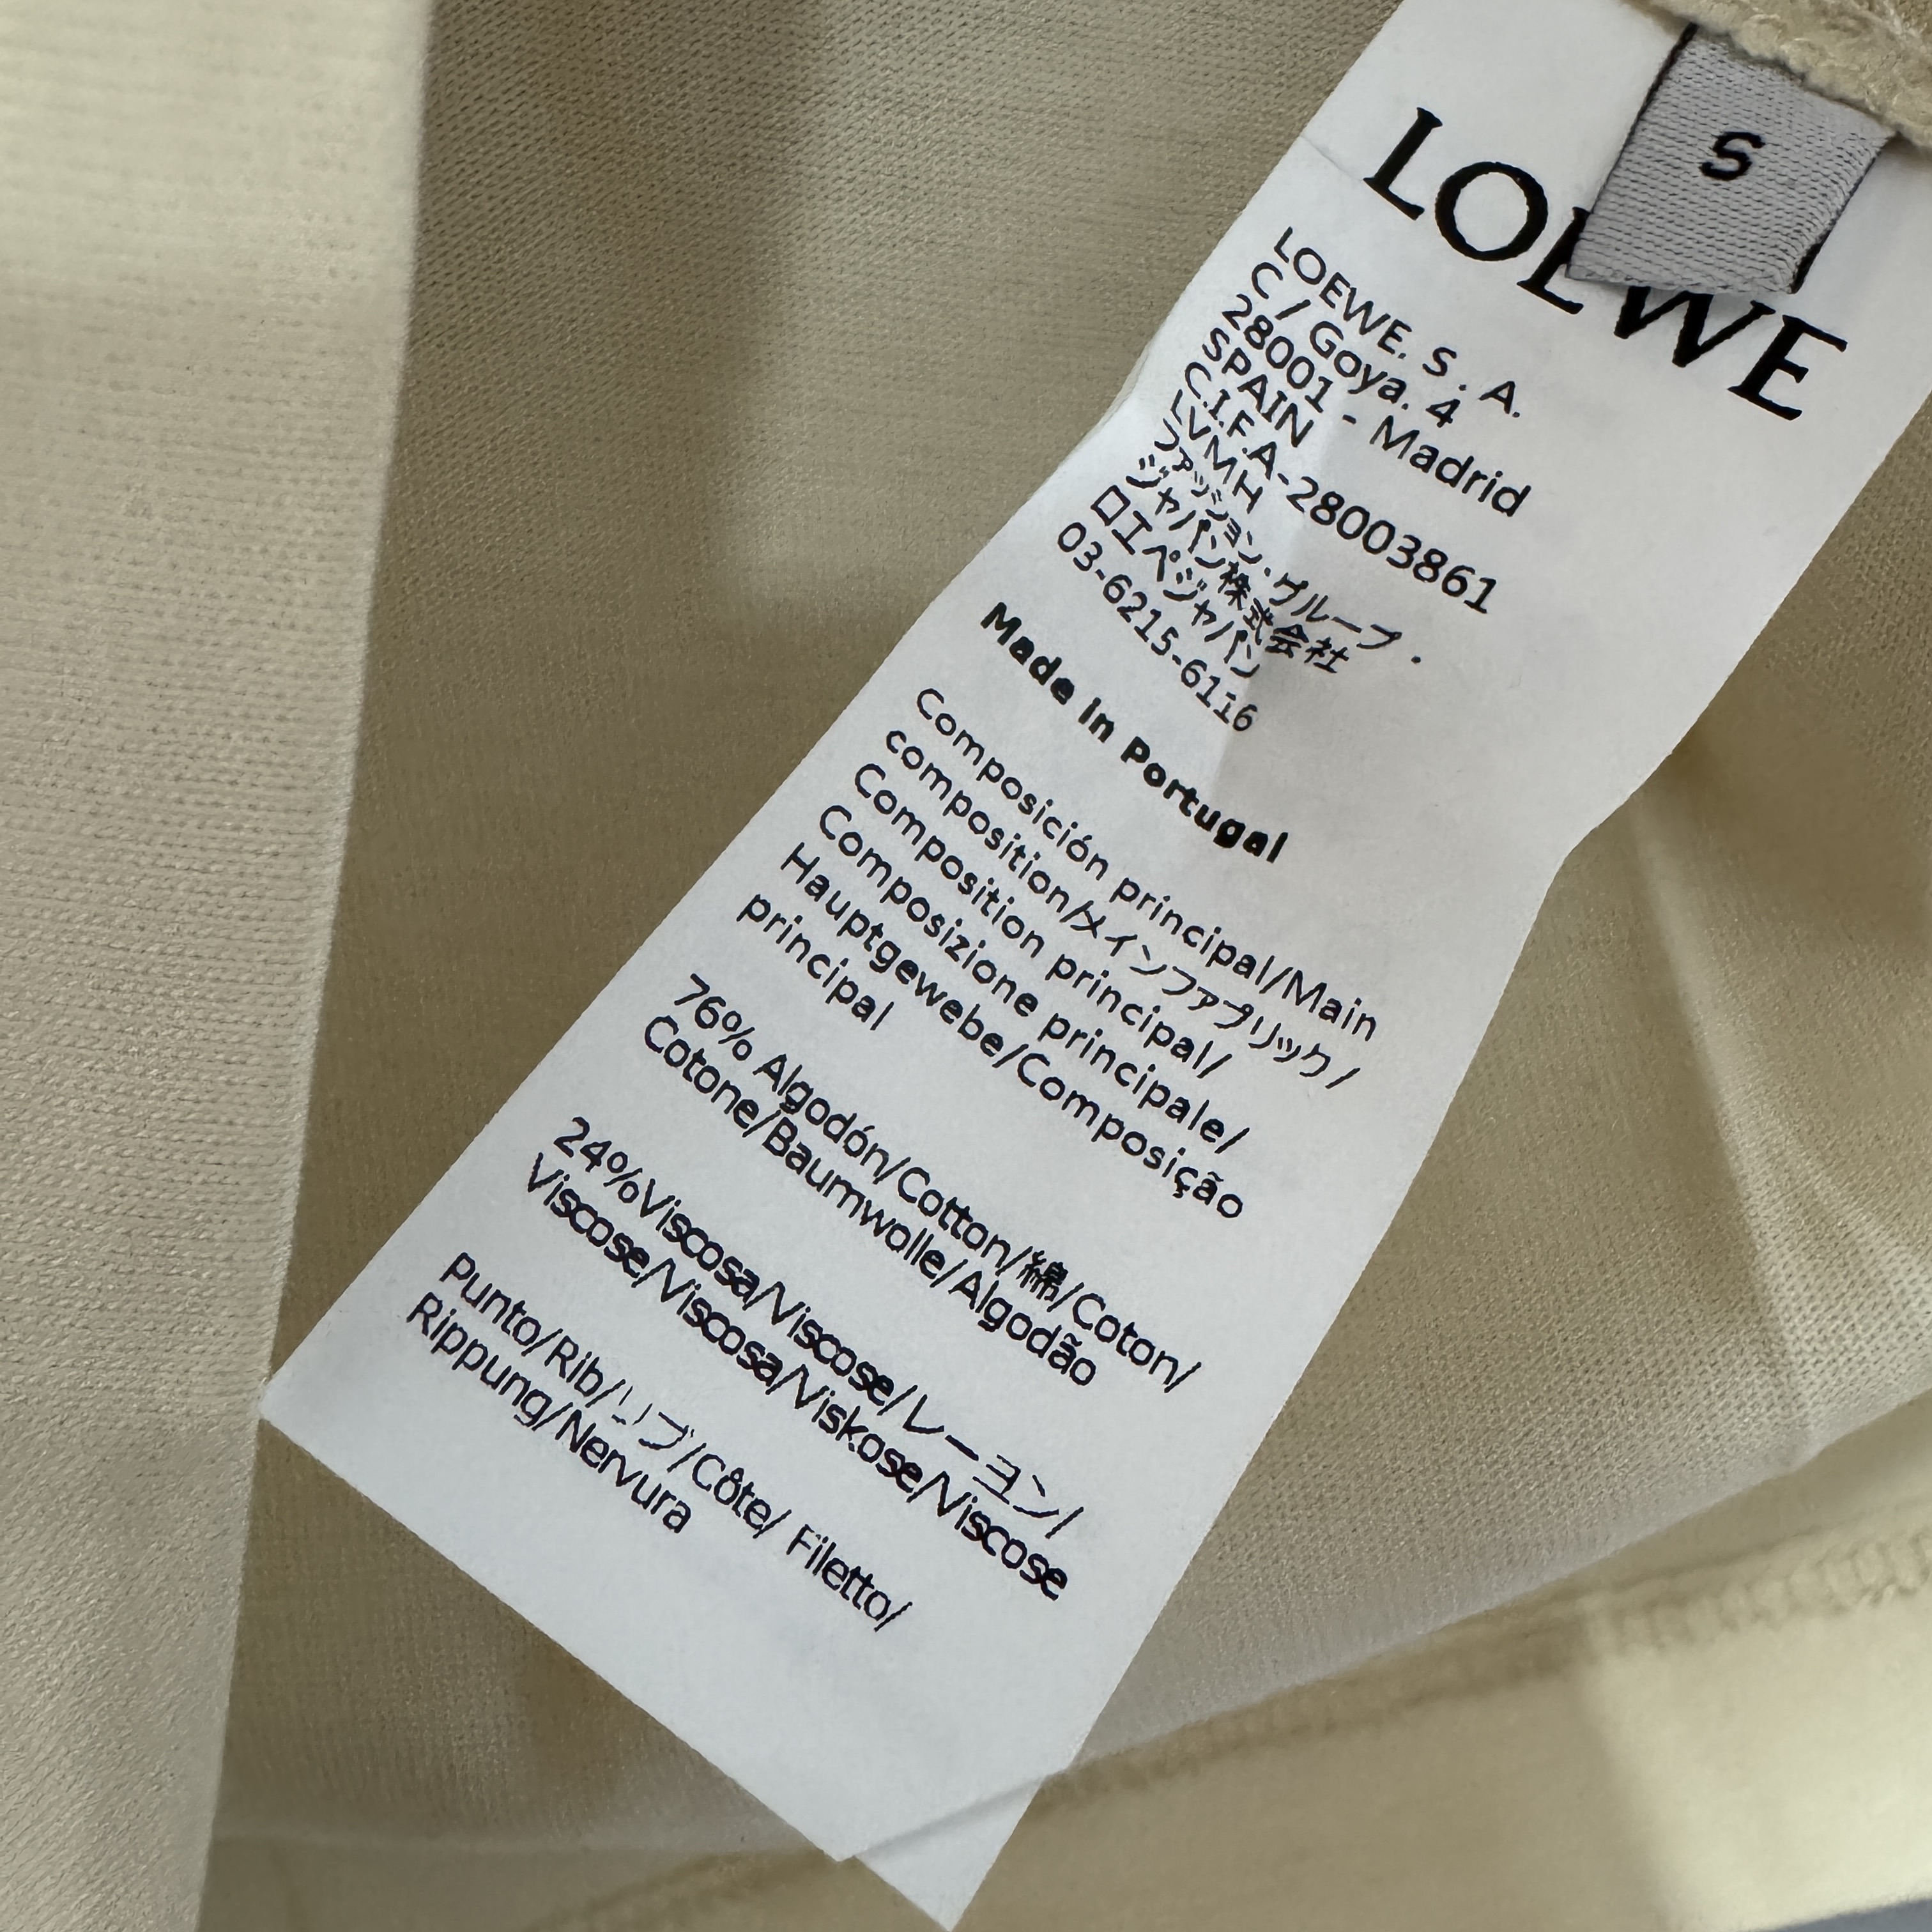 S
LOEWE
LOEWE. S. A.
C / Goya. 4
28001 - Madrid
SPAIN
C.I.F.A-28003861
LVMH
ファッション.グループ.
ジャパン株式会社
ロエベジャパン
03-6215-6116
Made in Portugal
Composición principal/Main
composition/メインファブリック/
Composition principal/
Composizione principale/
Hauptgewebe/Composição
principal
76% Algodón/Cotton/綿/Coton/
Cotone/Baumwolle/Algodão
24%Viscosa/Viscose/レーヨン/
Viscose/Viscosa/Viskose/Viscose
Punto/Rib/リブ/Côte/ Filetto/
Rippung/Nervura